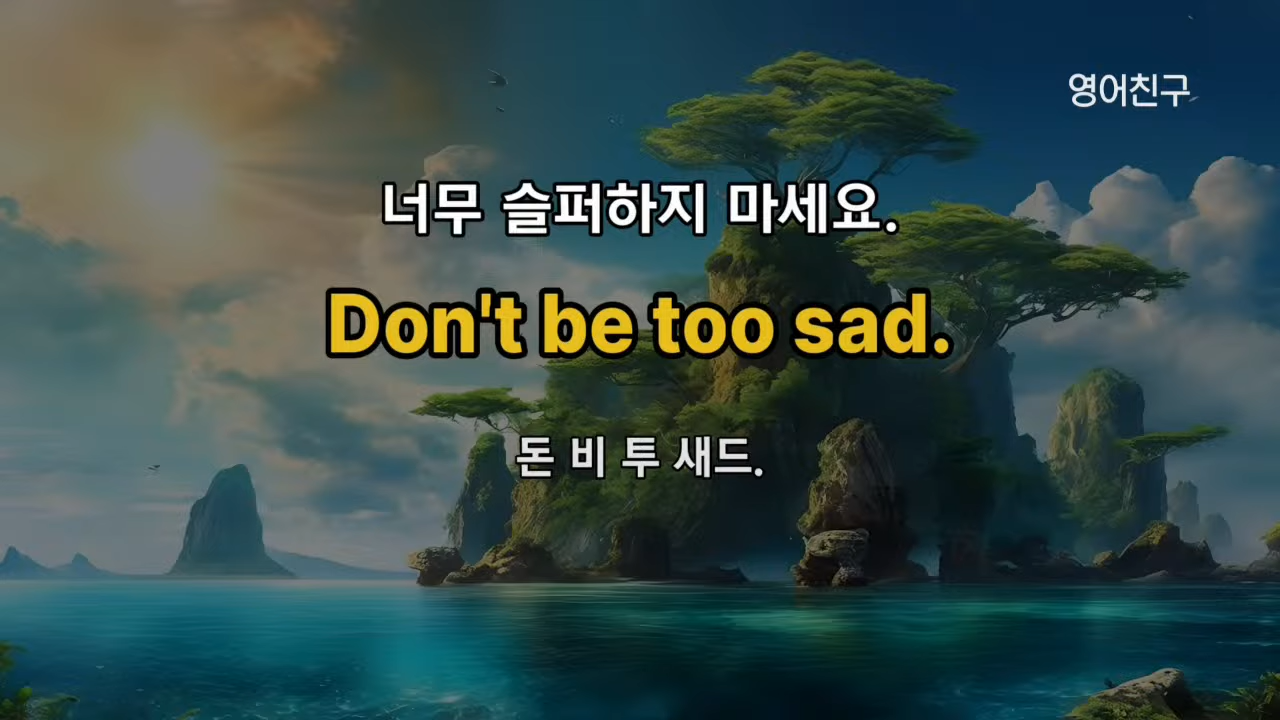 영어친구
너무 슬퍼하지 마세요.
Don't be too sad.
돈 비 투 새드.